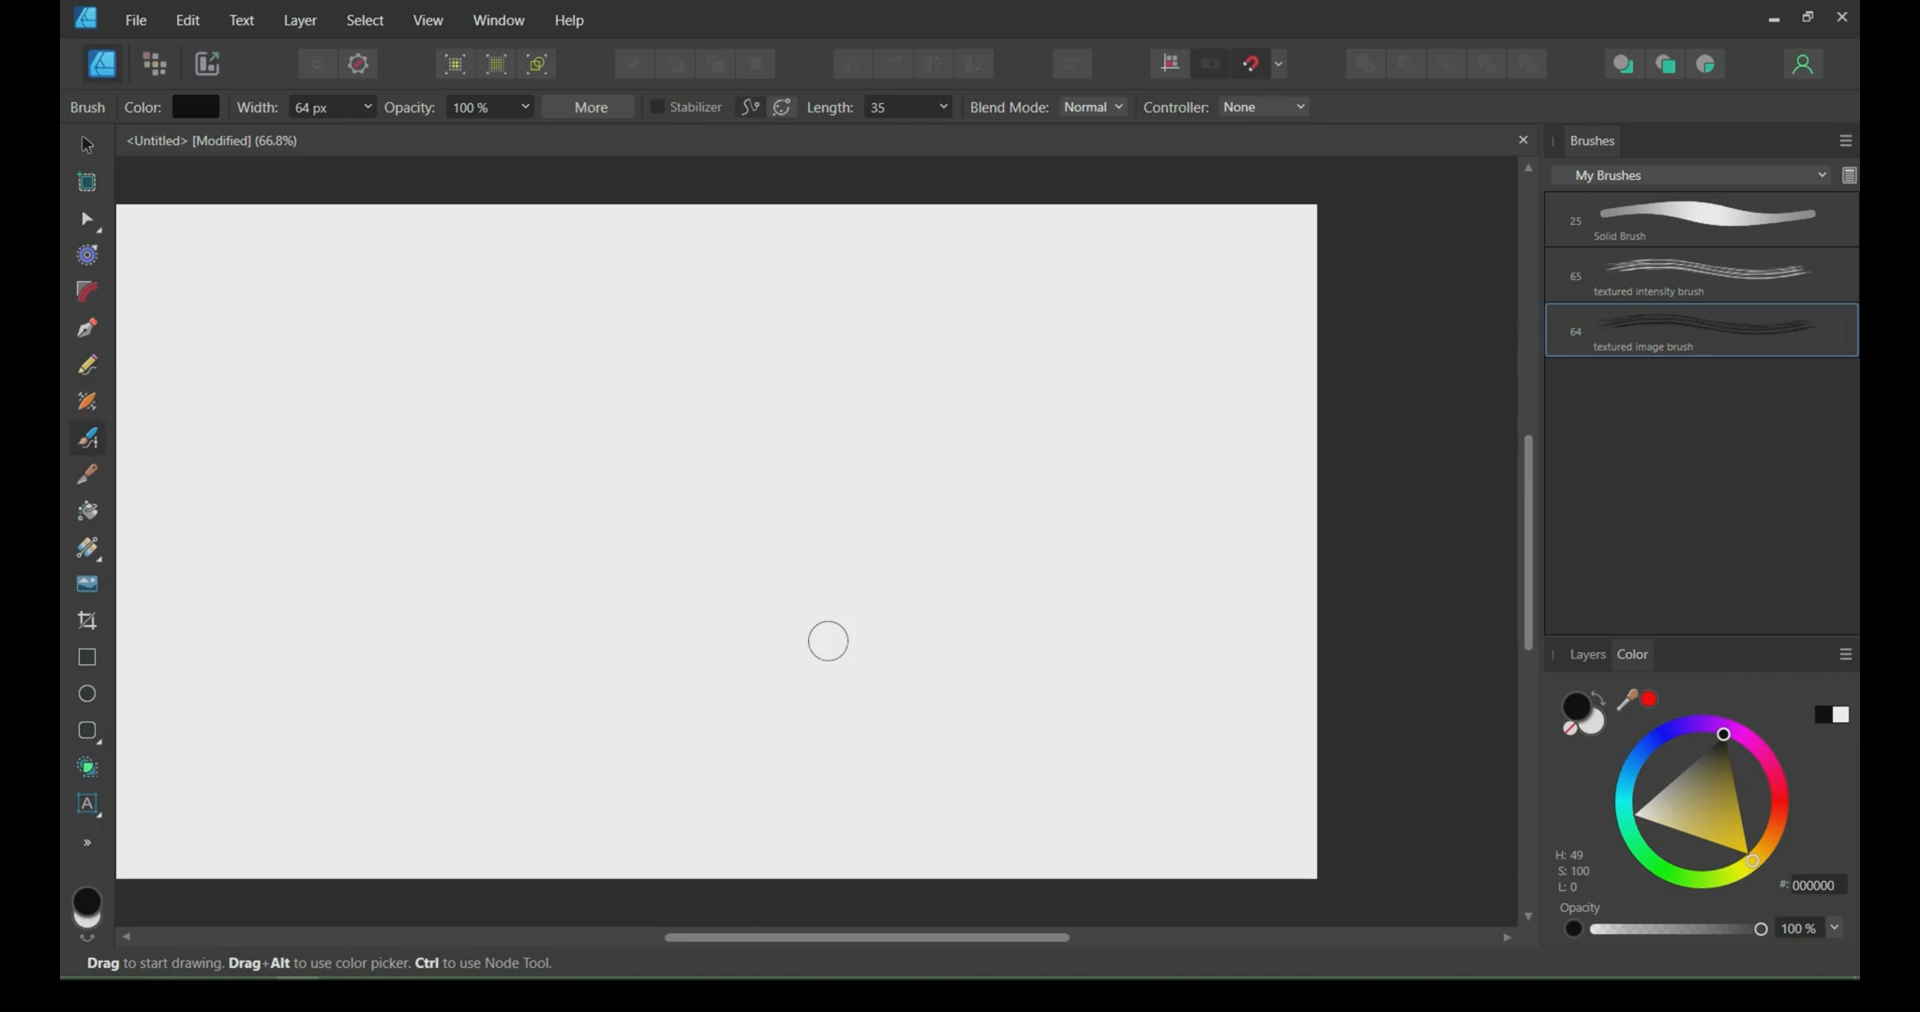 File Edit Text Layer Select View Window Help
Brush Color: Width: 64 px Opacity: 100 % More Stabilizer Length: 35 Blend Mode: Normal Controller: None
<Untitled> [Modified] (66.8%)
Brushes
My Brushes
25
Solid Brush
65
textured intensity brush
64
textured image brush
Layers Color
H: 49
S: 100
L: 0
#: 000000
Opacity
100 %
A
Drag to start drawing. Drag+Alt to use color picker. Ctrl to use Node Tool.